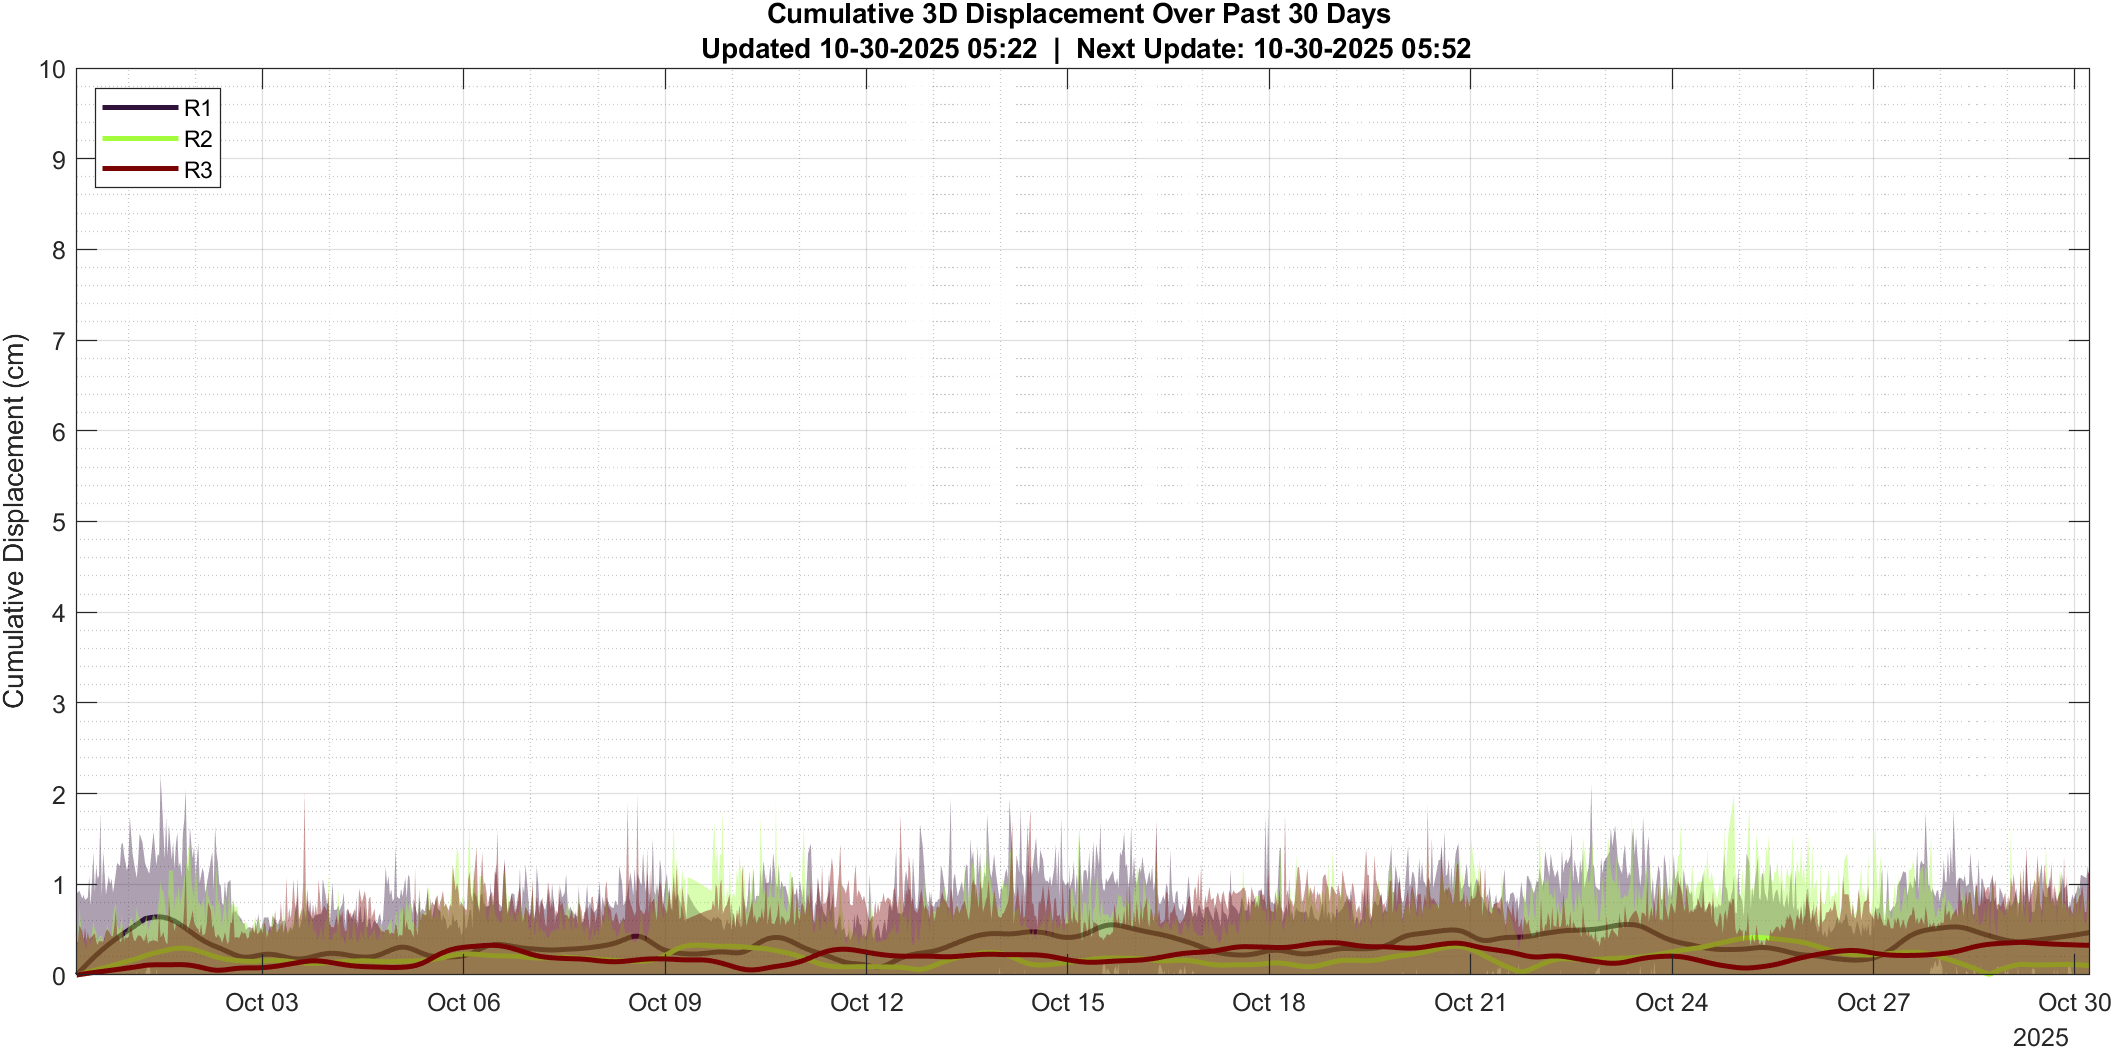 Cumulative 3D Displacement Over Past 30 Days
Updated 10-30-2025 05:22 | Next Update: 10-30-2025 05:52
R1
R2
R3
Cumulative Displacement (cm)
10
9
8
7
6
5
4
3
2
1
0
Oct 03 Oct 06 Oct 09 Oct 12 Oct 15 Oct 18 Oct 21 Oct 24 Oct 27 Oct 30
2025